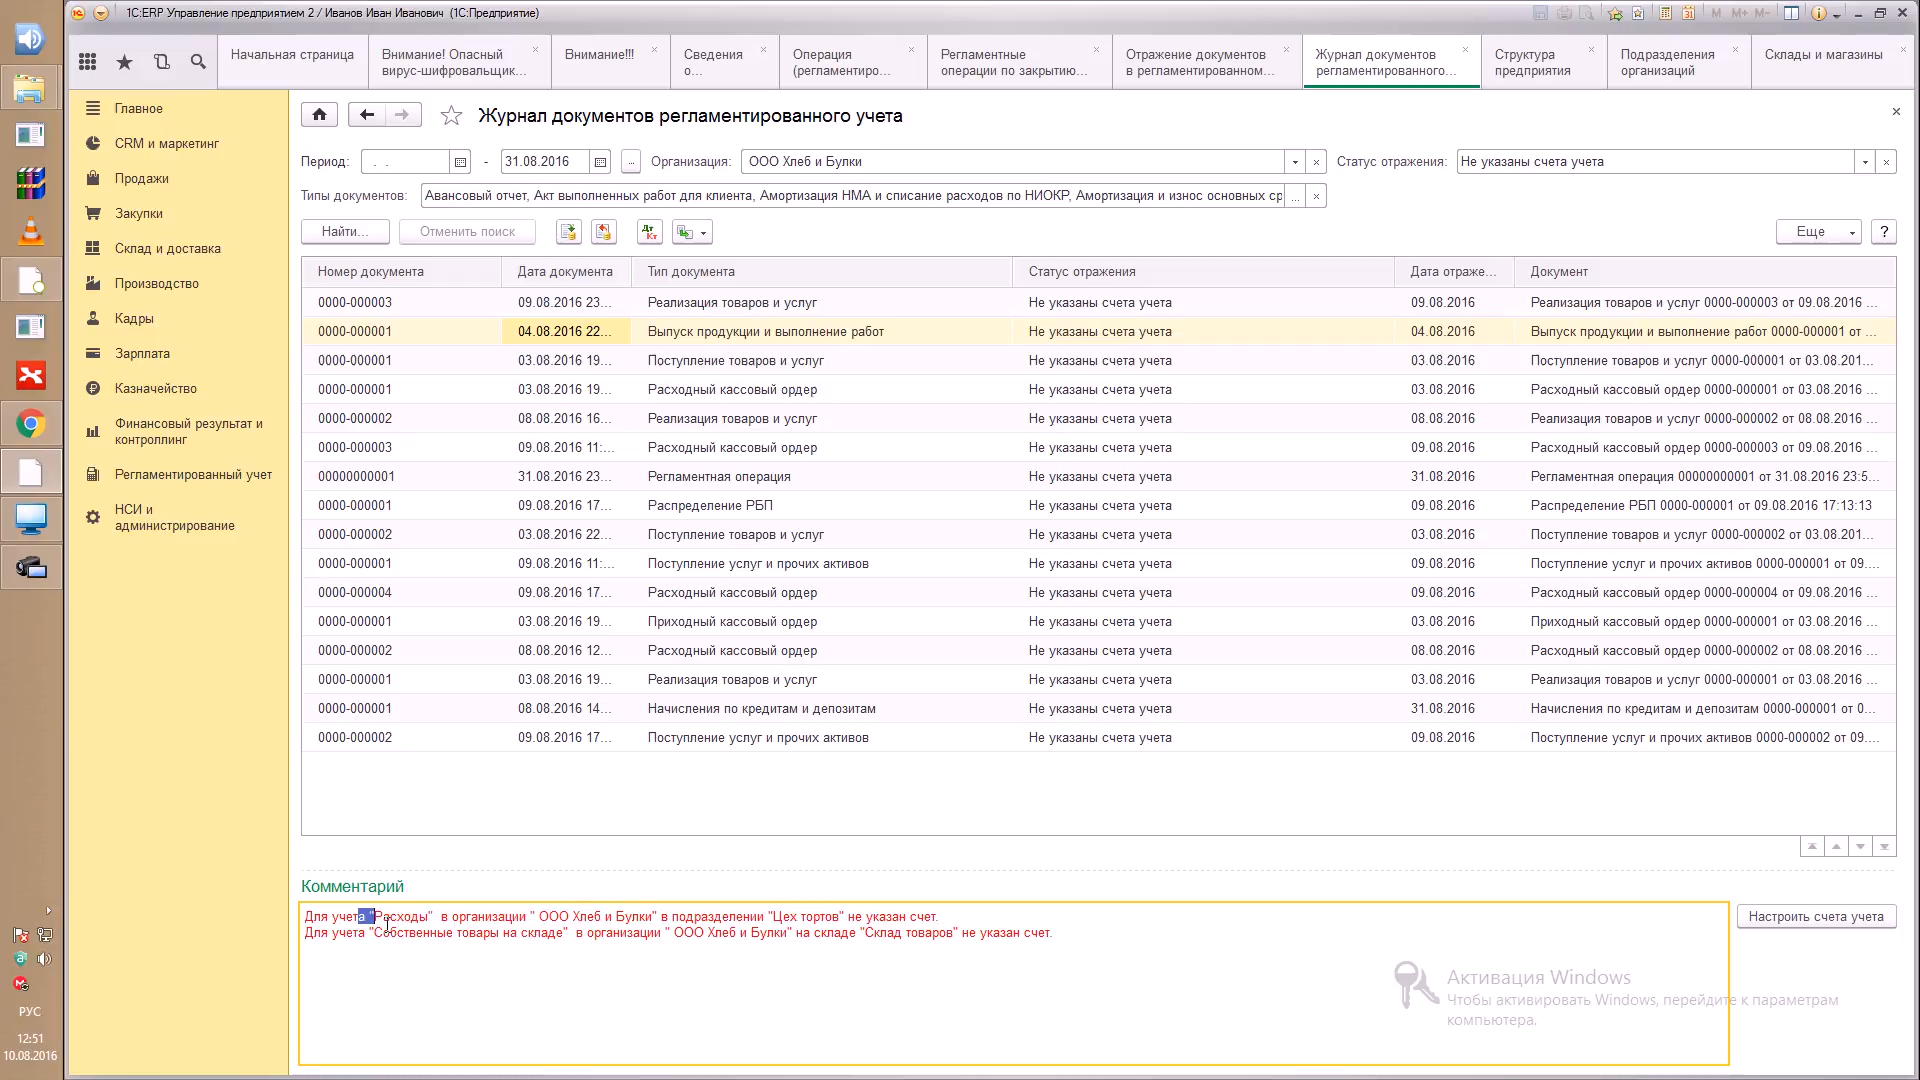 1С:ERP Управление предприятием 2 / Иванов Иван Иванович (1С:Предприятие)
M M+ M-
Начальная страница
Внимание! Опасный
вирус-шифровальщик...
Внимание!!!
Сведения
о...
Операция
(регламентиро...
Регламентные
операции по закрытию...
Отражение документов
в регламентированном...
Журнал документов
регламентированного...
Структура
предприятия
Подразделения
организаций
Склады и магазины
Главное
CRM и маркетинг
Продажи
Закупки
Склад и доставка
Производство
Кадры
Зарплата
Казначейство
Финансовый результат и
контроллинг
Регламентированный учет
НСИ и
администрирование
Журнал документов регламентированного учета
Период: . . - 31.08.2016 ... Организация: ООО Хлеб и Булки Статус отражения: Не указаны счета учета
Типы документов: Авансовый отчет, Акт выполненных работ для клиента, Амортизация НМА и списание расходов по НИОКР, Амортизация и износ основных ср ...
Найти... Отменить поиск Дт Кт Еще ?
Номер документа Дата документа Тип документа Статус отражения Дата отраже... Документ
0000-000003 09.08.2016 23... Реализация товаров и услуг Не указаны счета учета 09.08.2016 Реализация товаров и услуг 0000-000003 от 09.08.2016 ...
0000-000001 04.08.2016 22... Выпуск продукции и выполнение работ Не указаны счета учета 04.08.2016 Выпуск продукции и выполнение работ 0000-000001 от ...
0000-000001 03.08.2016 19... Поступление товаров и услуг Не указаны счета учета 03.08.2016 Поступление товаров и услуг 0000-000001 от 03.08.201...
0000-000001 03.08.2016 19... Расходный кассовый ордер Не указаны счета учета 03.08.2016 Расходный кассовый ордер 0000-000001 от 03.08.2016 ...
0000-000002 08.08.2016 16... Реализация товаров и услуг Не указаны счета учета 08.08.2016 Реализация товаров и услуг 0000-000002 от 08.08.2016 ...
0000-000003 09.08.2016 11:... Расходный кассовый ордер Не указаны счета учета 09.08.2016 Расходный кассовый ордер 0000-000003 от 09.08.2016 ...
00000000001 31.08.2016 23... Регламентная операция Не указаны счета учета 31.08.2016 Регламентная операция 00000000001 от 31.08.2016 23:5...
0000-000001 09.08.2016 17... Распределение РБП Не указаны счета учета 09.08.2016 Распределение РБП 0000-000001 от 09.08.2016 17:13:13
0000-000002 03.08.2016 22... Поступление товаров и услуг Не указаны счета учета 03.08.2016 Поступление товаров и услуг 0000-000002 от 03.08.201...
0000-000001 09.08.2016 11:... Поступление услуг и прочих активов Не указаны счета учета 09.08.2016 Поступление услуг и прочих активов 0000-000001 от 09....
0000-000004 09.08.2016 17... Расходный кассовый ордер Не указаны счета учета 09.08.2016 Расходный кассовый ордер 0000-000004 от 09.08.2016 ...
0000-000001 03.08.2016 19... Приходный кассовый ордер Не указаны счета учета 03.08.2016 Приходный кассовый ордер 0000-000001 от 03.08.2016 ...
0000-000002 08.08.2016 12... Расходный кассовый ордер Не указаны счета учета 08.08.2016 Расходный кассовый ордер 0000-000002 от 08.08.2016 ...
0000-000001 03.08.2016 19... Реализация товаров и услуг Не указаны счета учета 03.08.2016 Реализация товаров и услуг 0000-000001 от 03.08.2016 ...
0000-000001 08.08.2016 14... Начисления по кредитам и депозитам Не указаны счета учета 31.08.2016 Начисления по кредитам и депозитам 0000-000001 от 0...
0000-000002 09.08.2016 17... Поступление услуг и прочих активов Не указаны счета учета 09.08.2016 Поступление услуг и прочих активов 0000-000002 от 09....
Комментарий
Для учета "Расходы" в организации " ООО Хлеб и Булки" в подразделении "Цех тортов" не указан счет.
Для учета "Собственные товары на складе" в организации " ООО Хлеб и Булки" на складе "Склад товаров" не указан счет.
Настроить счета учета
Активация Windows
Чтобы активировать Windows, перейдите к параметрам
компьютера.
РУС
12:51
10.08.2016